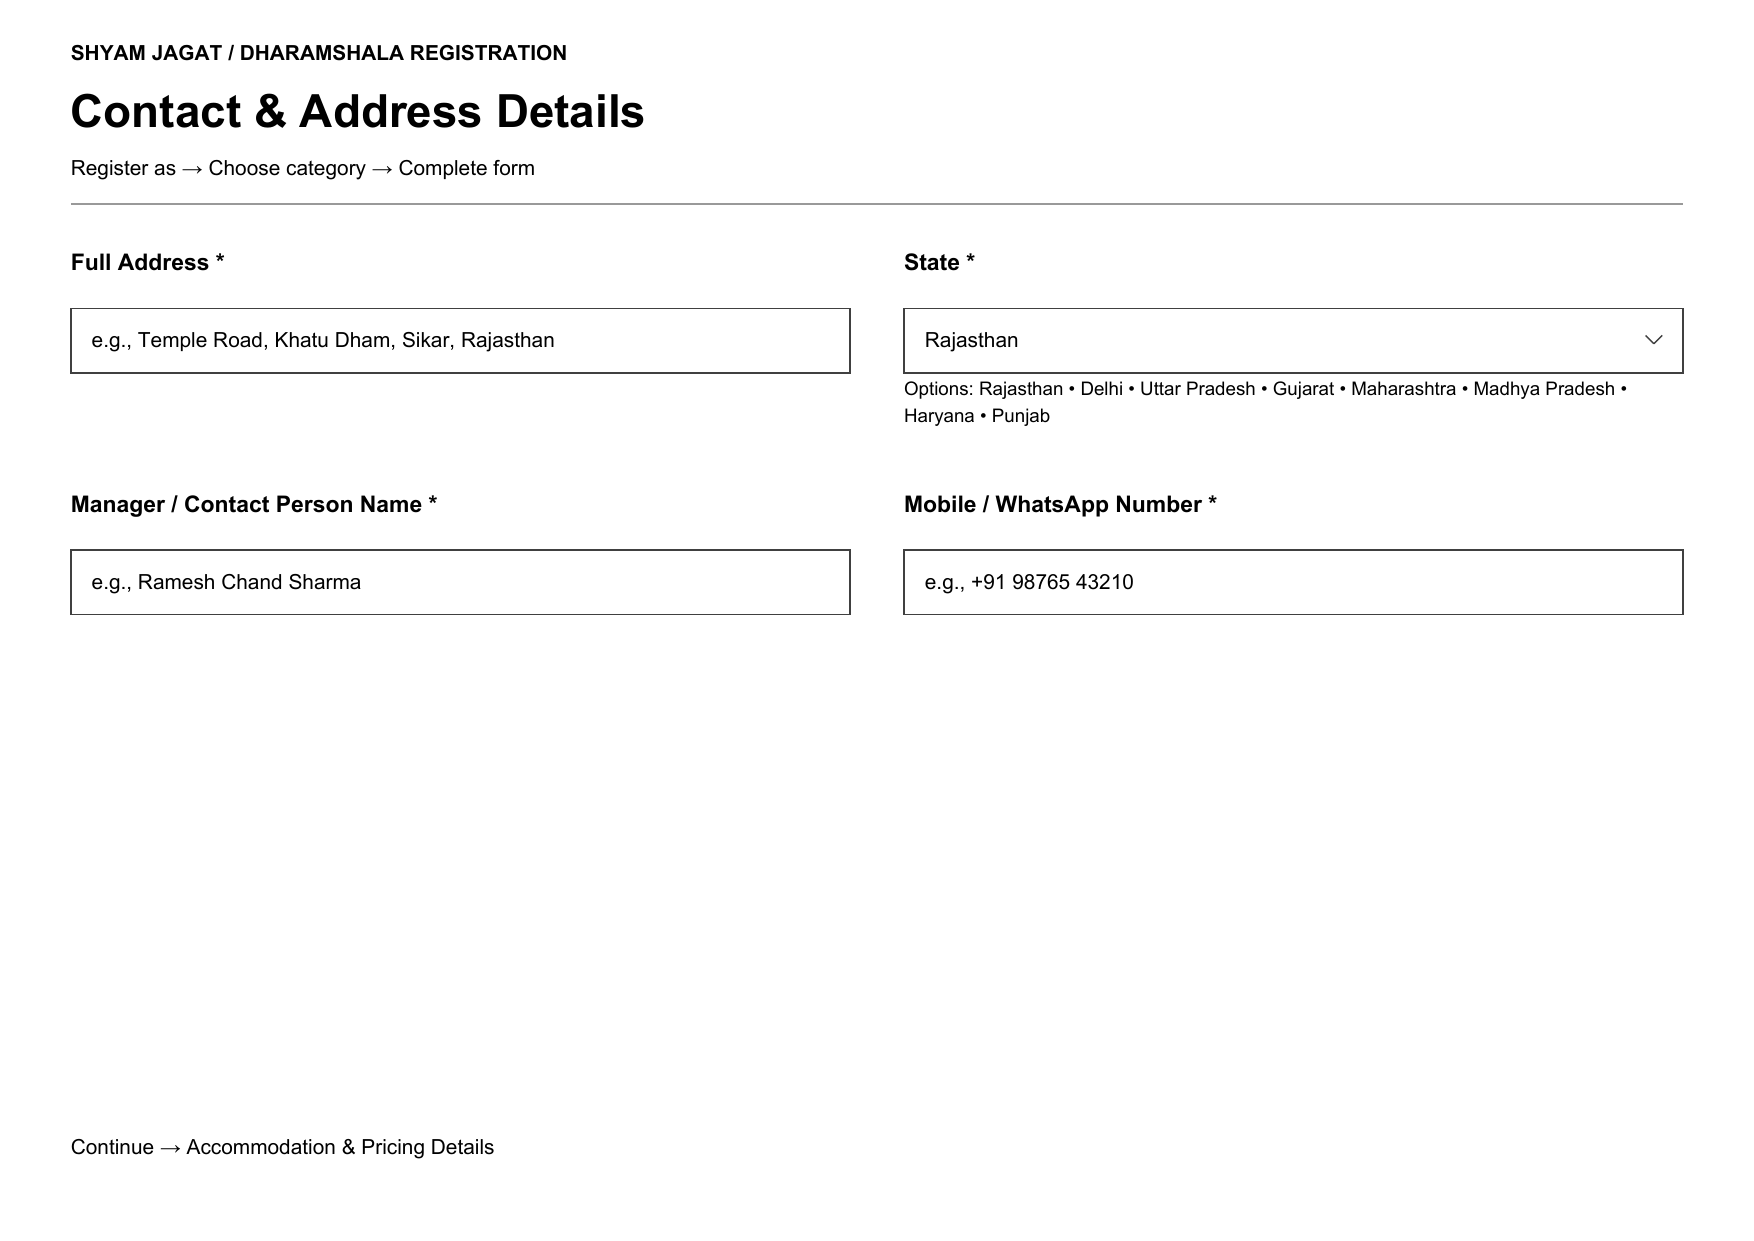 SHYAM JAGAT / DHARAMSHALA REGISTRATION
Contact & Address Details
Register as → Choose category → Complete form
Full Address *
e.g., Temple Road, Khatu Dham, Sikar, Rajasthan
State *
Rajasthan
Options: Rajasthan • Delhi • Uttar Pradesh • Gujarat • Maharashtra • Madhya Pradesh •
Haryana • Punjab
Manager / Contact Person Name *
e.g., Ramesh Chand Sharma
Mobile / WhatsApp Number *
e.g., +91 98765 43210
Continue → Accommodation & Pricing Details